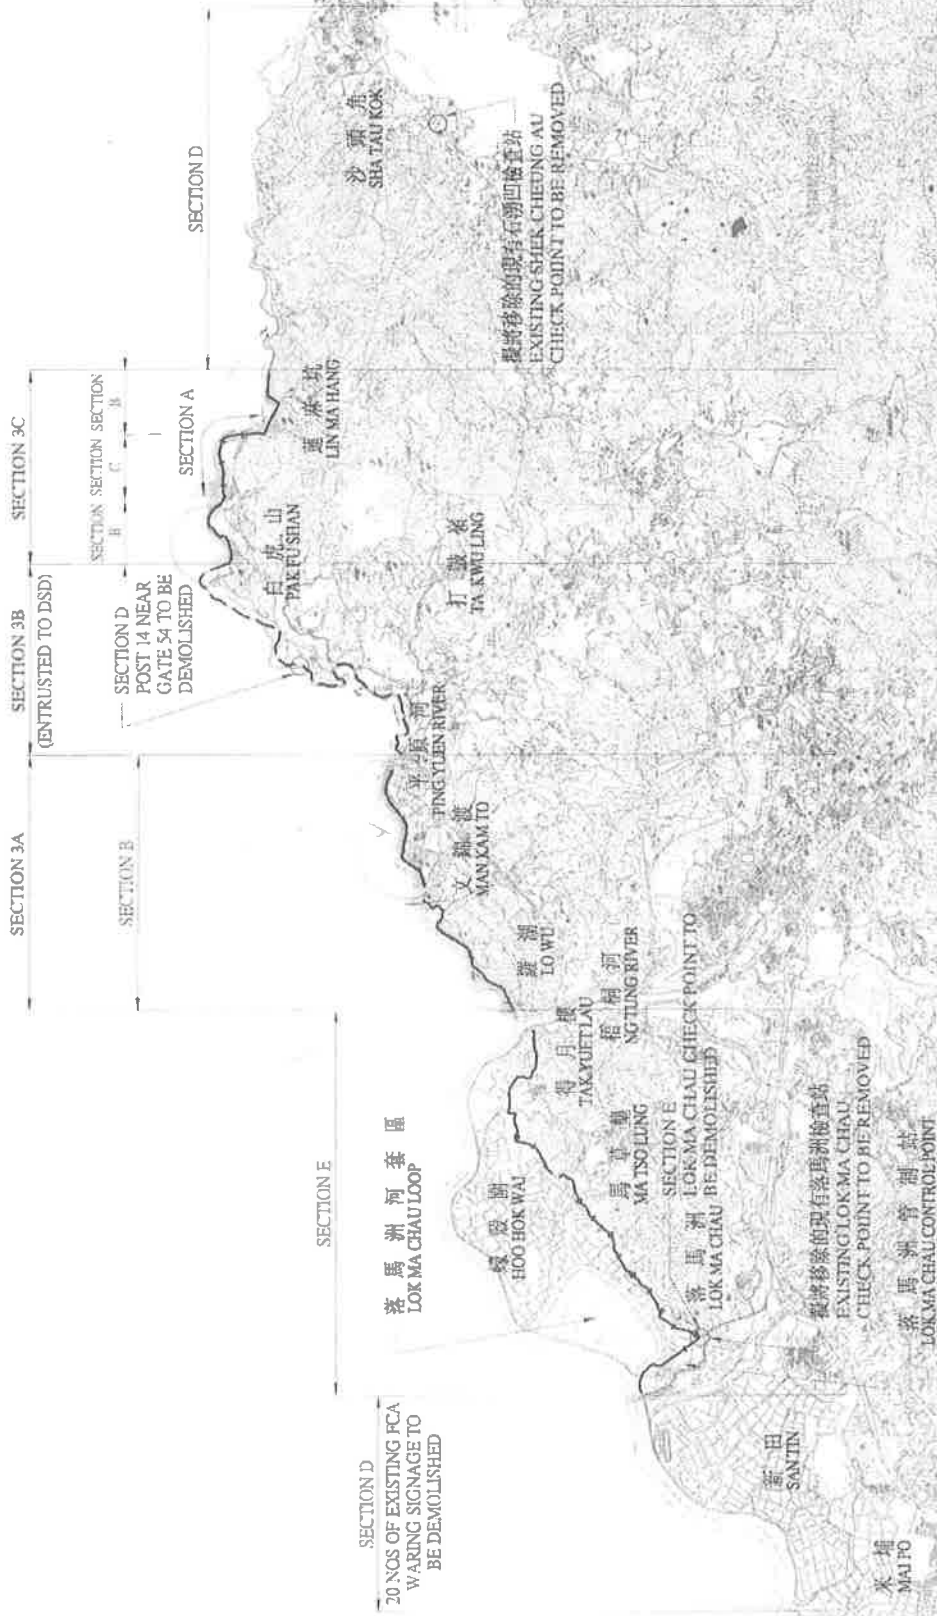 SECTION 3A
SECTION 3B
(ENTRUSTED TO DSD)
SECTION 3C
SECTION B
SECTION D
POST 14 NEAR
GATE 54 TO BE
DEMOLISHED
SECTION SECTION SECTION
B C B
SECTION A
SECTION D
SECTION E
SECTION D
20 NOS OF EXISTING FCA
WARING SIGNAGE TO
BE DEMOLISHED
落馬洲河套區
LOK MA CHAU LOOP
蠔殼圍
HOO HOK WAI
得月樓
TAK YUET LAU
羅湖
LO WU
梧桐河
NG TUNG RIVER
文錦渡
MAN KAM TO
平原河
PING YUEN RIVER
白虎山
PAK FU SHAN
打鼓嶺
TA KWU LING
蓮麻坑
LIN MA HANG
沙頭角
SHA TAU KOK
擬將移除的現有石涌凹檢查站
EXISTING SHEK CHEUNG AU
CHECK POINT TO BE REMOVED
馬草壟
MA TSO LUNG
SECTION E
LOK MA CHAU CHECK POINT TO
BE DEMOLISHED
落馬洲
LOK MA CHAU
擬將移除的現有落馬洲檢查站
EXISTING LOK MA CHAU
CHECK POINT TO BE REMOVED
落馬洲管制站
LOK MA CHAU CONTROL POINT
新田
SAN TIN
米埔
MAI PO